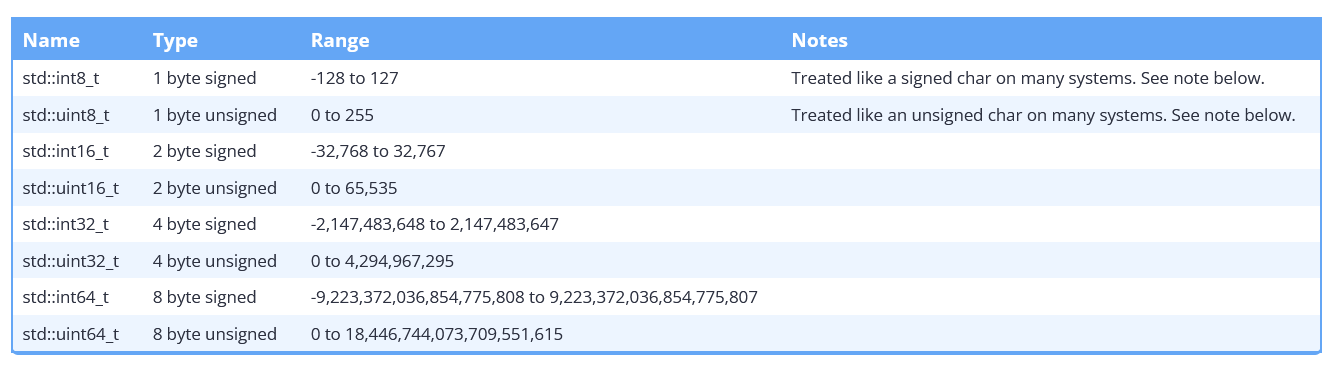 Name Type Range Notes
std::int8_t 1 byte signed -128 to 127 Treated like a signed char on many systems. See note below.
std::uint8_t 1 byte unsigned 0 to 255 Treated like an unsigned char on many systems. See note below.
std::int16_t 2 byte signed -32,768 to 32,767
std::uint16_t 2 byte unsigned 0 to 65,535
std::int32_t 4 byte signed -2,147,483,648 to 2,147,483,647
std::uint32_t 4 byte unsigned 0 to 4,294,967,295
std::int64_t 8 byte signed -9,223,372,036,854,775,808 to 9,223,372,036,854,775,807
std::uint64_t 8 byte unsigned 0 to 18,446,744,073,709,551,615